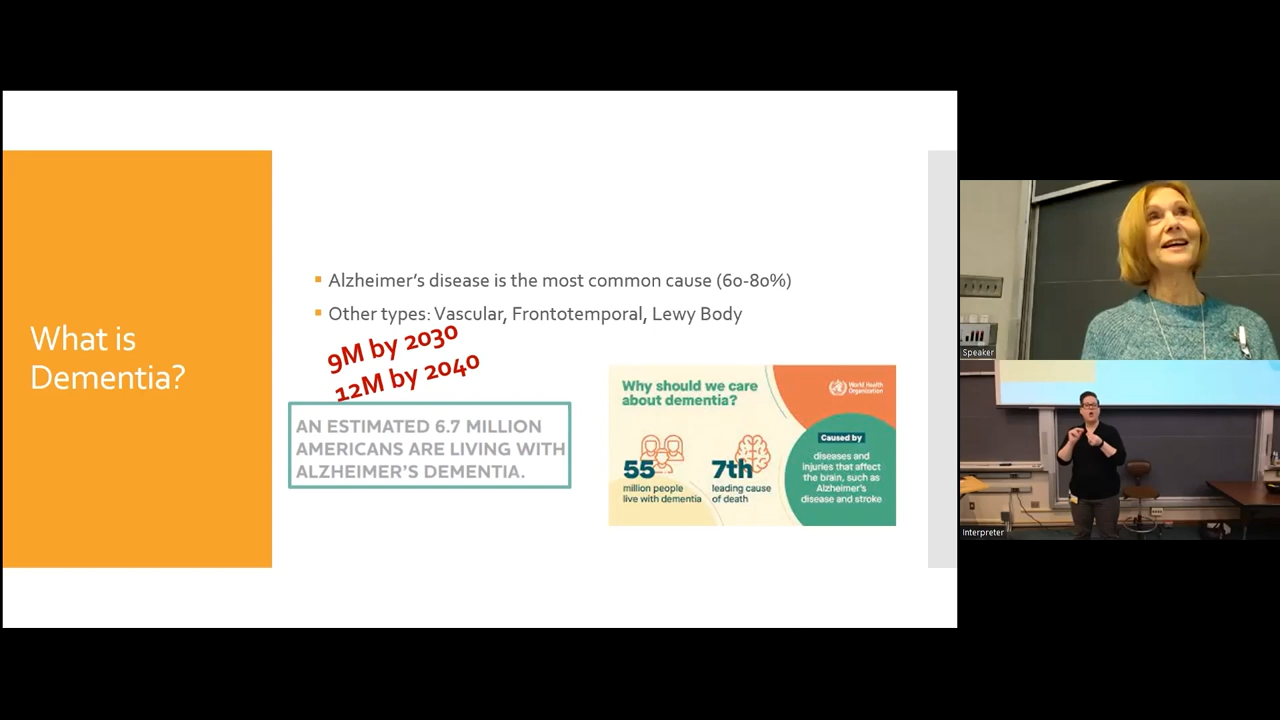 What is
Dementia?
Alzheimer’s disease is the most common cause (60-80%)
Other types: Vascular, Frontotemporal, Lewy Body
9M by 2030
12M by 2040
AN ESTIMATED 6.7 MILLION
AMERICANS ARE LIVING WITH
ALZHEIMER’S DEMENTIA.
Why should we care
about dementia?
World Health
Organization
55
million people
live with dementia
7th
leading cause
of death
Caused by
diseases and
injuries that affect
the brain, such as
Alzheimer's
disease and stroke
Speaker
Interpreter